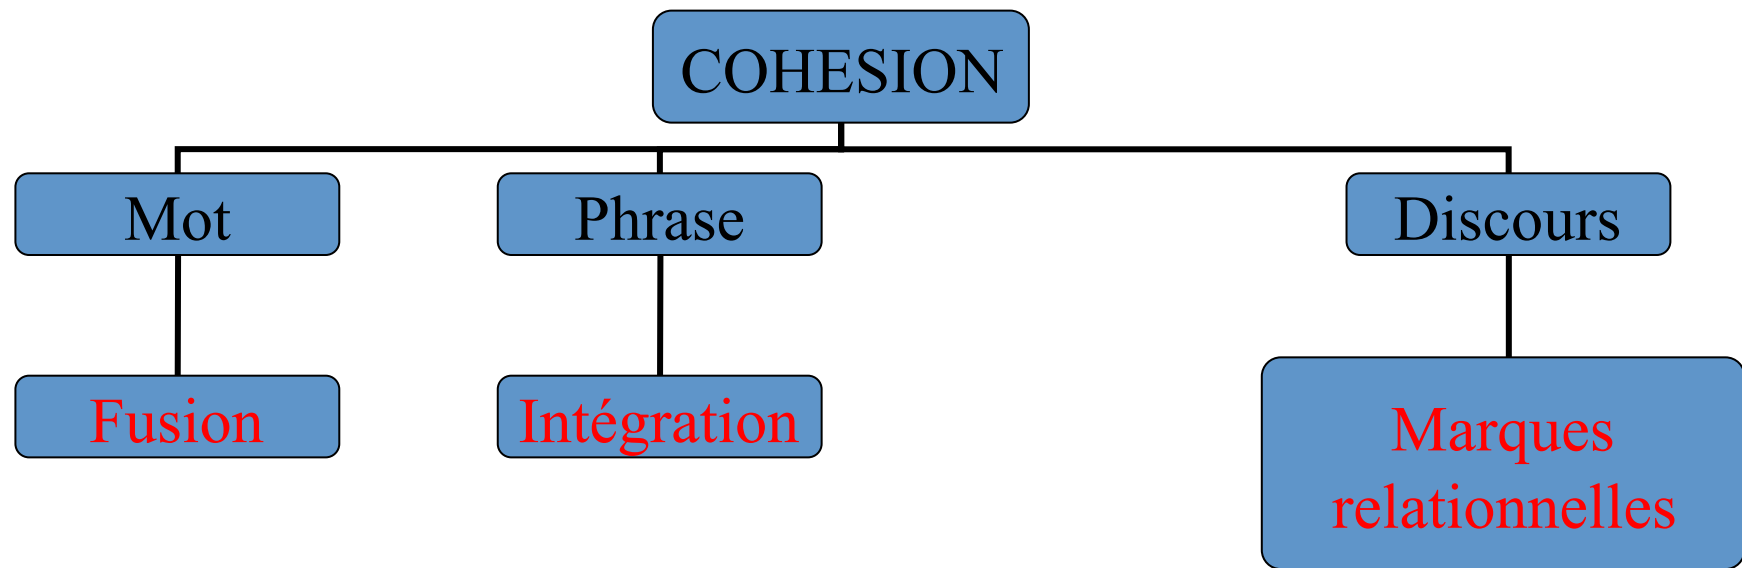 COHESION
Mot
Phrase
Discours
Fusion
Intégration
Marques
relationnelles